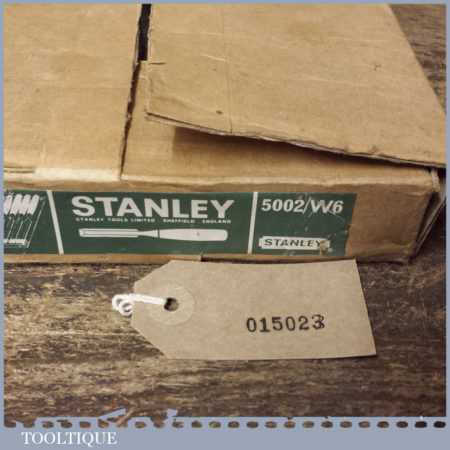 STANLEY
STANLEY TOOLS LIMITED SHEFFIELD ENGLAND
5002/W6
STANLEY
015023
TOOLTIQUE